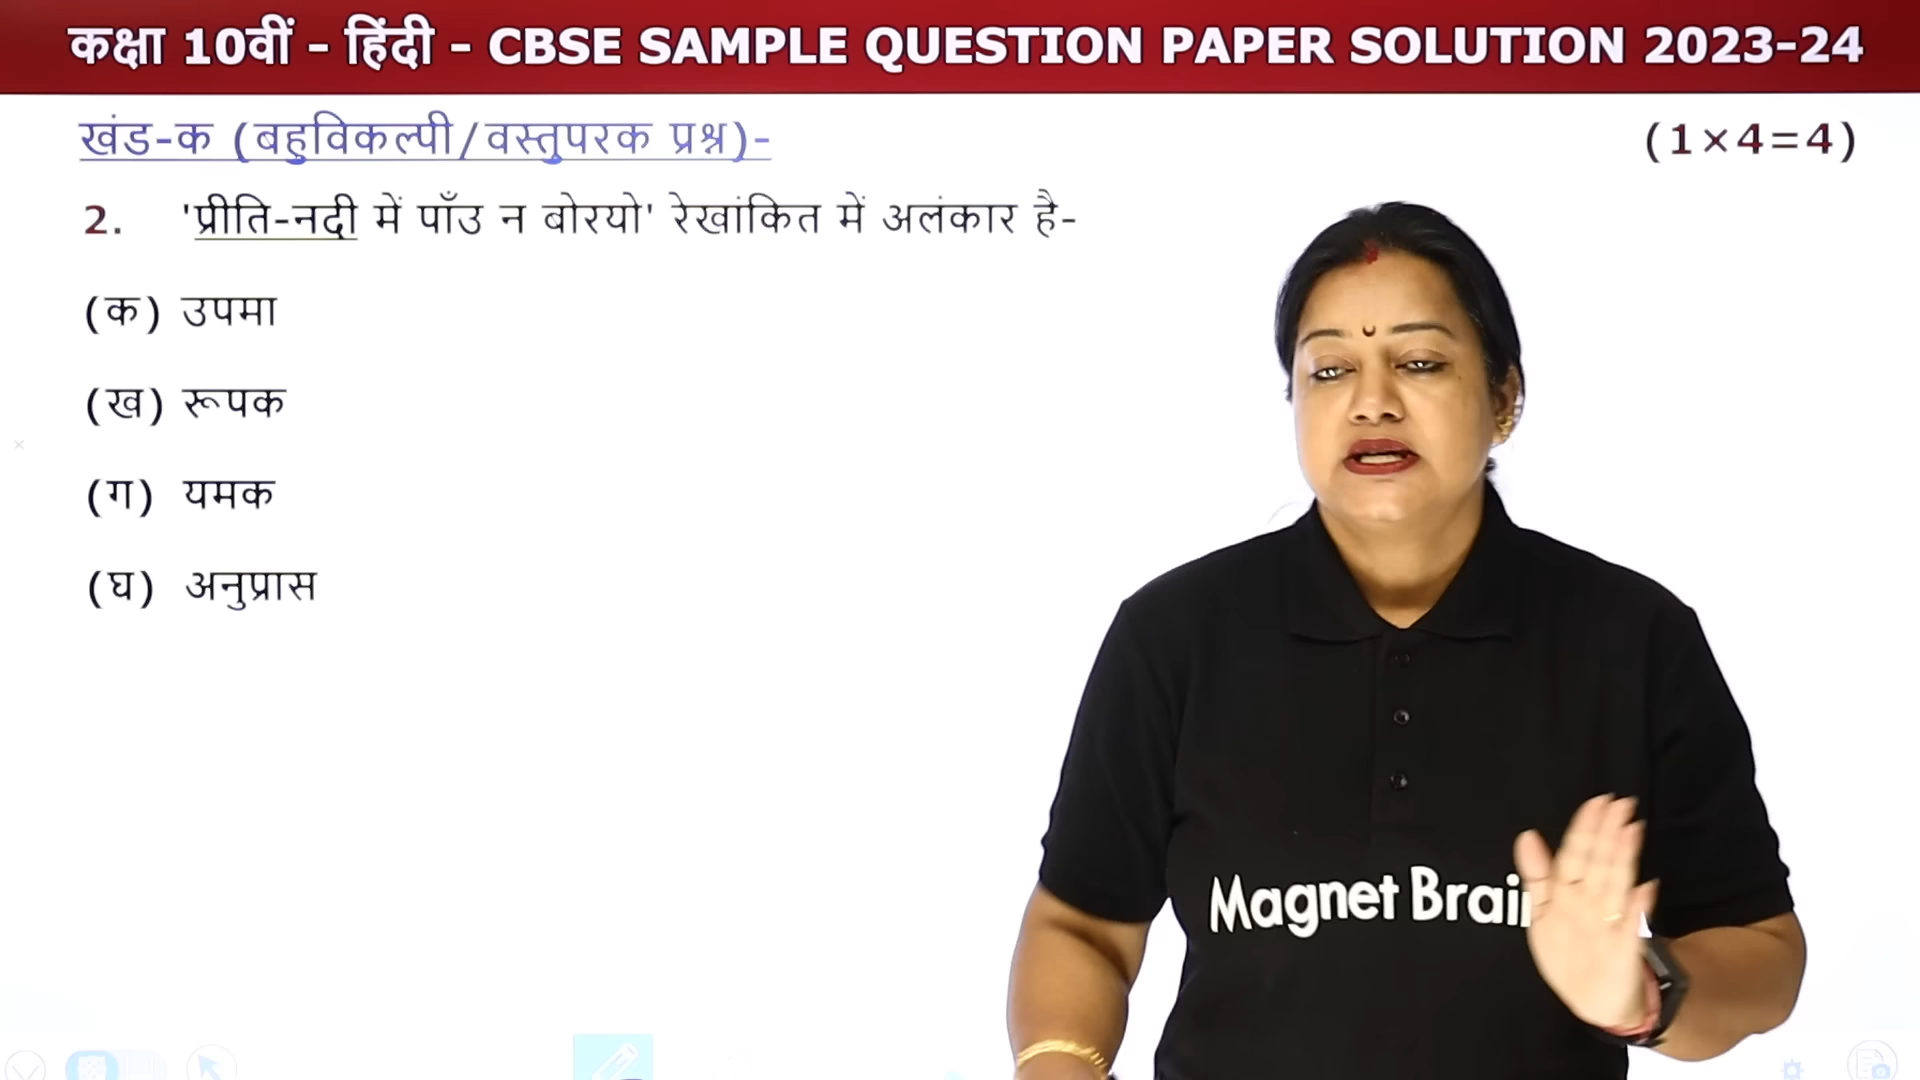 कक्षा 10वीं - हिंदी - CBSE SAMPLE QUESTION PAPER SOLUTION 2023-24
खंड-क (बहुविकल्पी/वस्तुपरक प्रश्न)- (1×4=4)
2. 'प्रीति-नदी में पाँउ न बोरयो' रेखांकित में अलंकार है-
(क) उपमा
(ख) रूपक
(ग) यमक
(घ) अनुप्रास
Magnet Brai